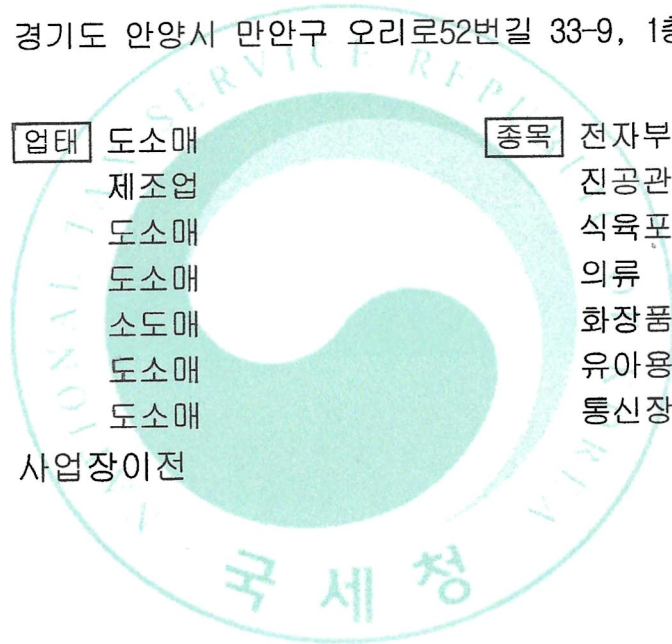 경기도 안양시 만안구 오리로52번길 33-9, 1층
업태 도소매 종목 전자부
제조업 진공관
도소매 식육포
도소매 의류
소도매 화장품
도소매 유아용
도소매 통신장
사업장이전
국세청